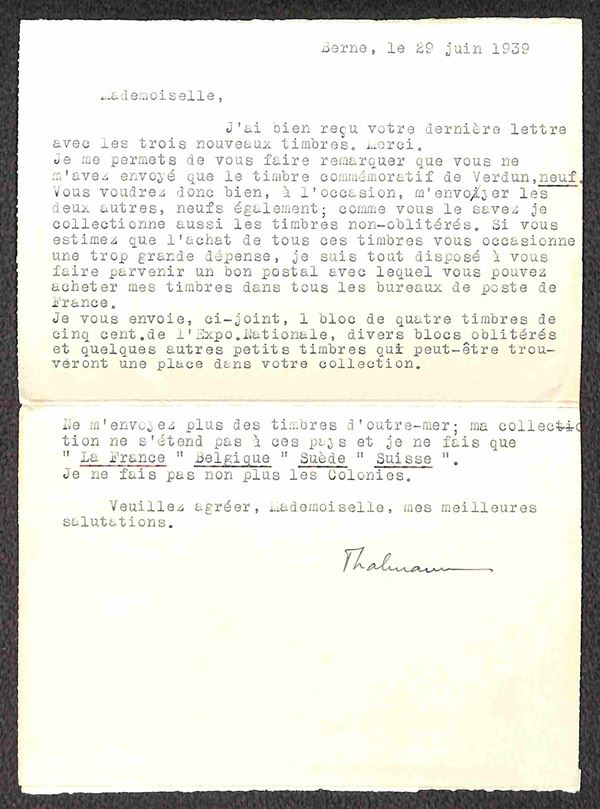 Berne, le 29 juin 1939
Mademoiselle,
J'ai bien reçu votre dernière lettre
avec les trois nouveaux timbres. Merci.
Je me permets de vous faire remarquer que vous ne
m'avez envoyé que le timbre commémoratif de Verdun,neuf.
Vous voudrez donc bien, à l'occasion, m'envoyer les
deux autres, neufs également; comme vous le savez je
collectionne aussi les timbres non-oblitérés. Si vous
estimez que l'achat de tous ces timbres vous occasionne
une trop grande dépense, je suis tout disposé à vous
faire parvenir un bon postal avec lequel vous pouvez
acheter mes timbres dans tous les bureaux de poste de
France.
Je vous envoie, ci-joint, 1 bloc de quatre timbres de
cinq cent.de l'Expo.Nationale, divers blocs oblitérés
et quelques autres petits timbres qui peut-être trou-
veront une place dans votre collection.
Ne m'envoyez plus des timbres d'outre-mer; ma collectio
tion ne s'étend pas à ces pays et je ne fais que
" La France " Belgique " Suède " Suisse ".
Je ne fais pas non plus les Colonies.
Veuillez agréer, Mademoiselle, mes meilleures
salutations.
Thalmann